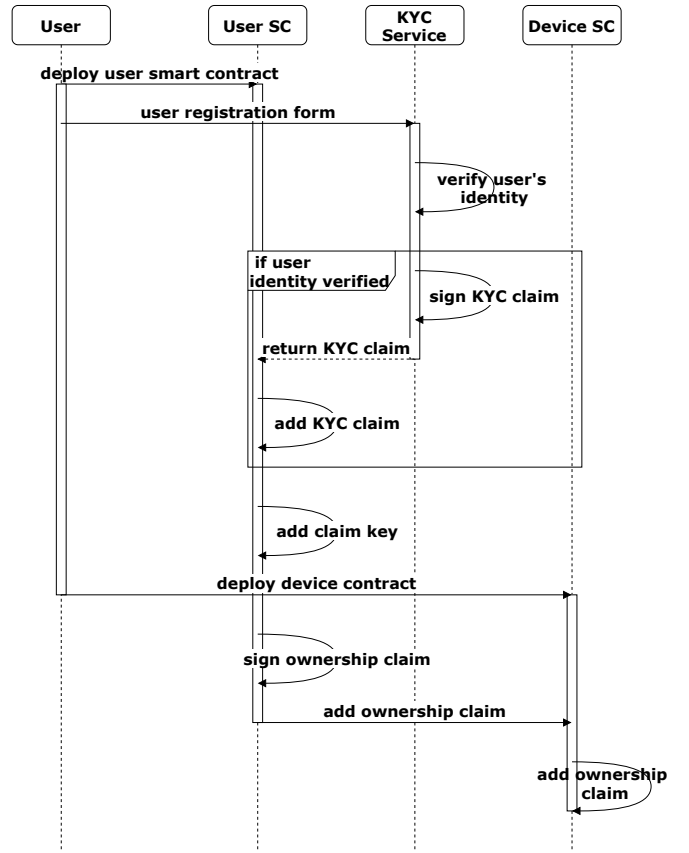 User
User SC
KYC
Service
Device SC
deploy user smart contract
user registration form
verify user's
identity
if user
identity verified
sign KYC claim
return KYC claim
add KYC claim
add claim key
deploy device contract
sign ownership claim
add ownership claim
add ownership
claim